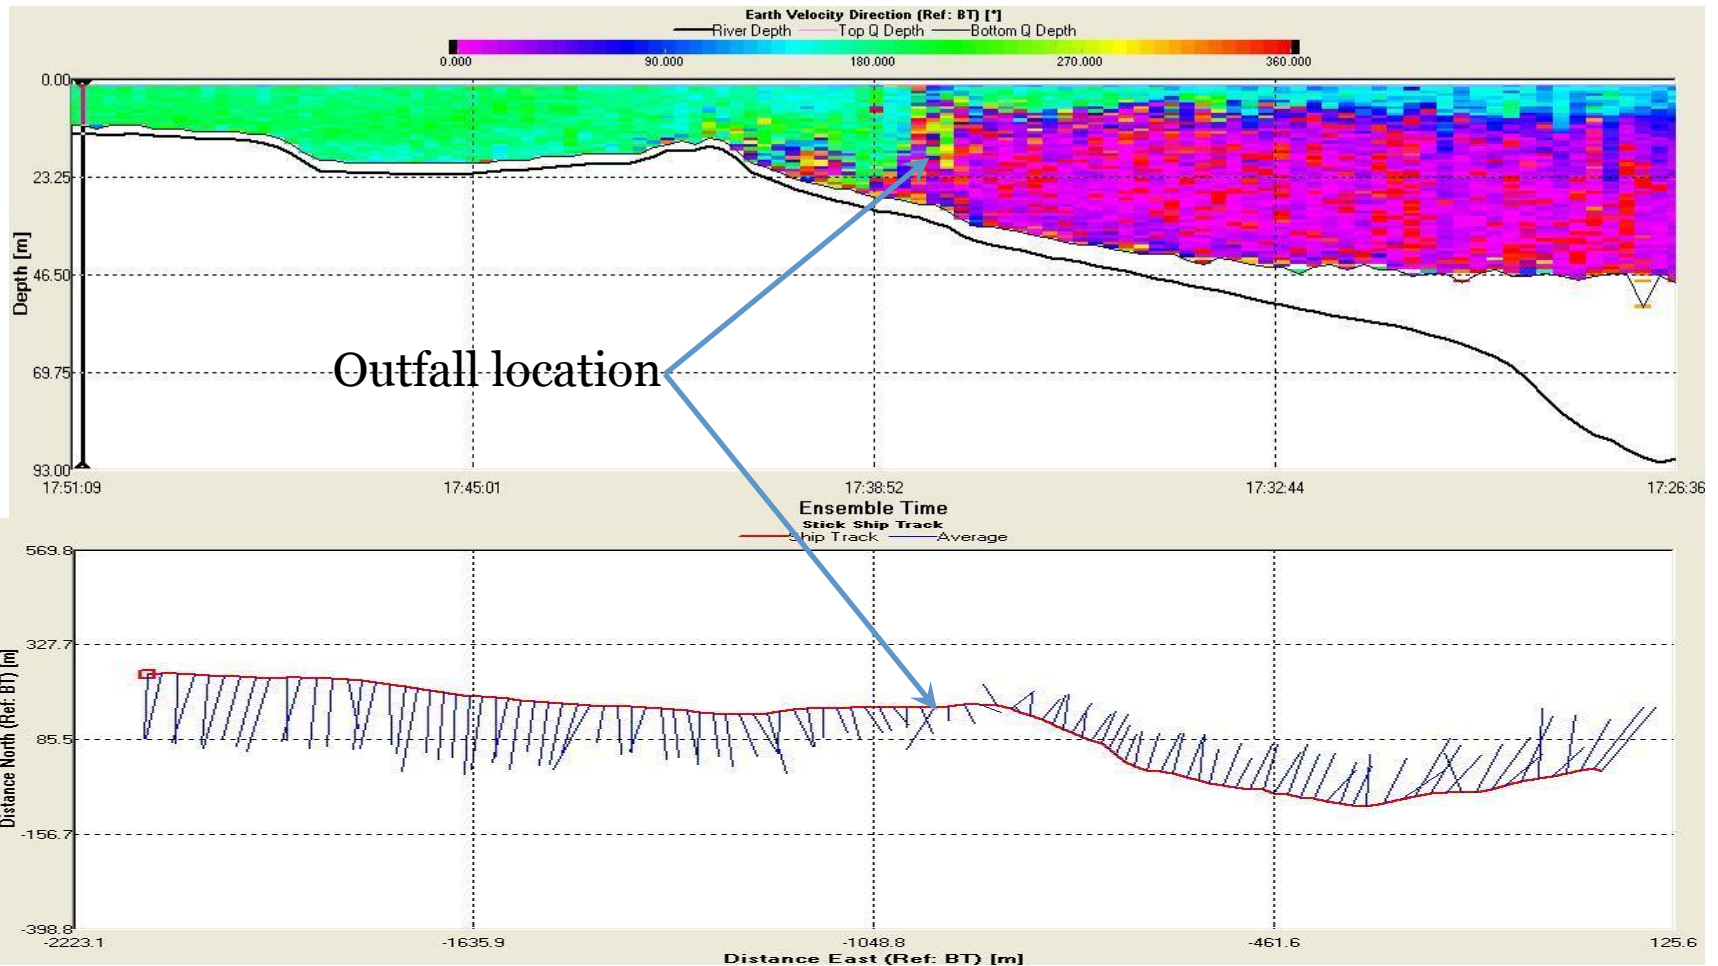 Earth Velocity Direction (Ref: BT) [°]
River Depth Top Q Depth Bottom Q Depth
0.000 90.000 180.000 270.000 360.000
0.00
23.25
46.50
69.75
93.00
Depth [m]
Outfall location
17:51:09 17:45:01 17:38:52 17:32:44 17:26:36
Ensemble Time
Stick Ship Track
Ship Track Average
569.8
327.7
85.5
-156.7
-398.8
Distance North (Ref: BT) [m]
-2223.1 -1635.9 -1048.8 -461.6 125.6
Distance East (Ref: BT) [m]